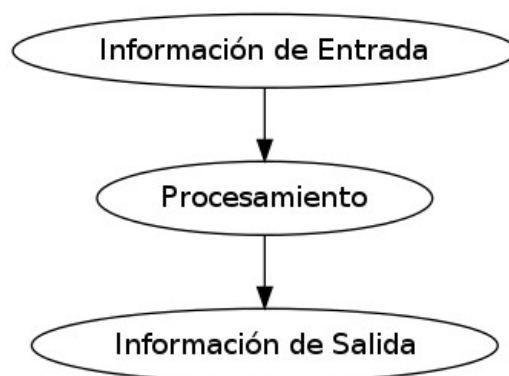 Información de Entrada
Procesamiento
Información de Salida